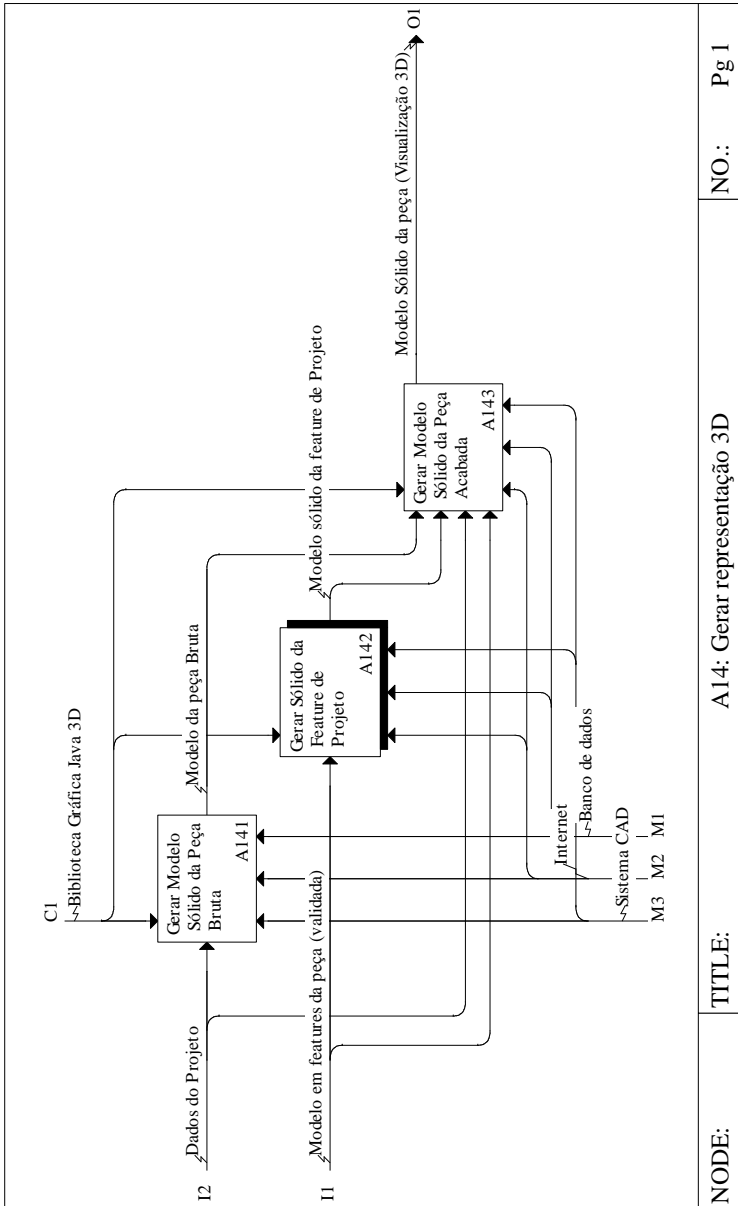 C1
Biblioteca Gráfica Java 3D
I2
Dados do Projeto
I1
Modelo em features da peça (validada)
Gerar Modelo
Sólido da Peça
Bruta
A141
Modelo da peça Bruta
Gerar Sólido da
Feature de
Projeto
A142
Modelo sólido da feature de Projeto
Gerar Modelo
Sólido da Peça
Acabada
A143
Modelo Sólido da peça (Visualização 3D)
O1
Internet
Banco de dados
Sistema CAD
M3
M2
M1
NODE:
TITLE:
A14: Gerar representação 3D
NO.:
Pg 1